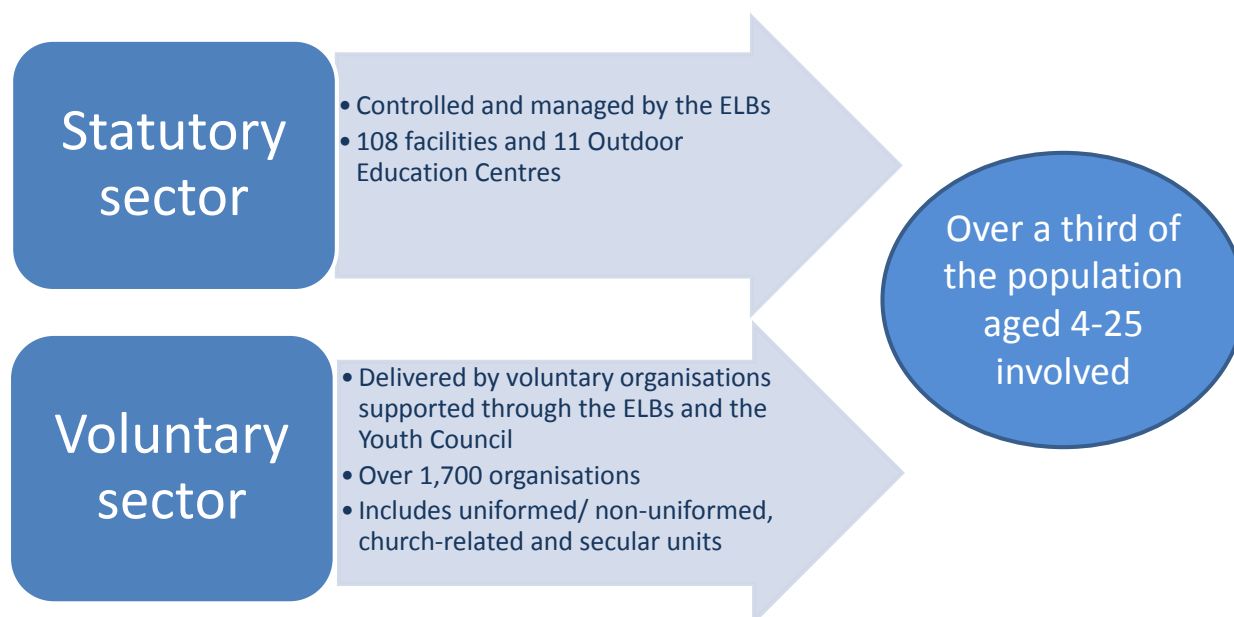 Statutory
sector
• Controlled and managed by the ELBs
• 108 facilities and 11 Outdoor
Education Centres
Voluntary
sector
• Delivered by voluntary organisations
supported through the ELBs and the
Youth Council
• Over 1,700 organisations
• Includes uniformed/ non-uniformed,
church-related and secular units
Over a third of
the population
aged 4-25
involved